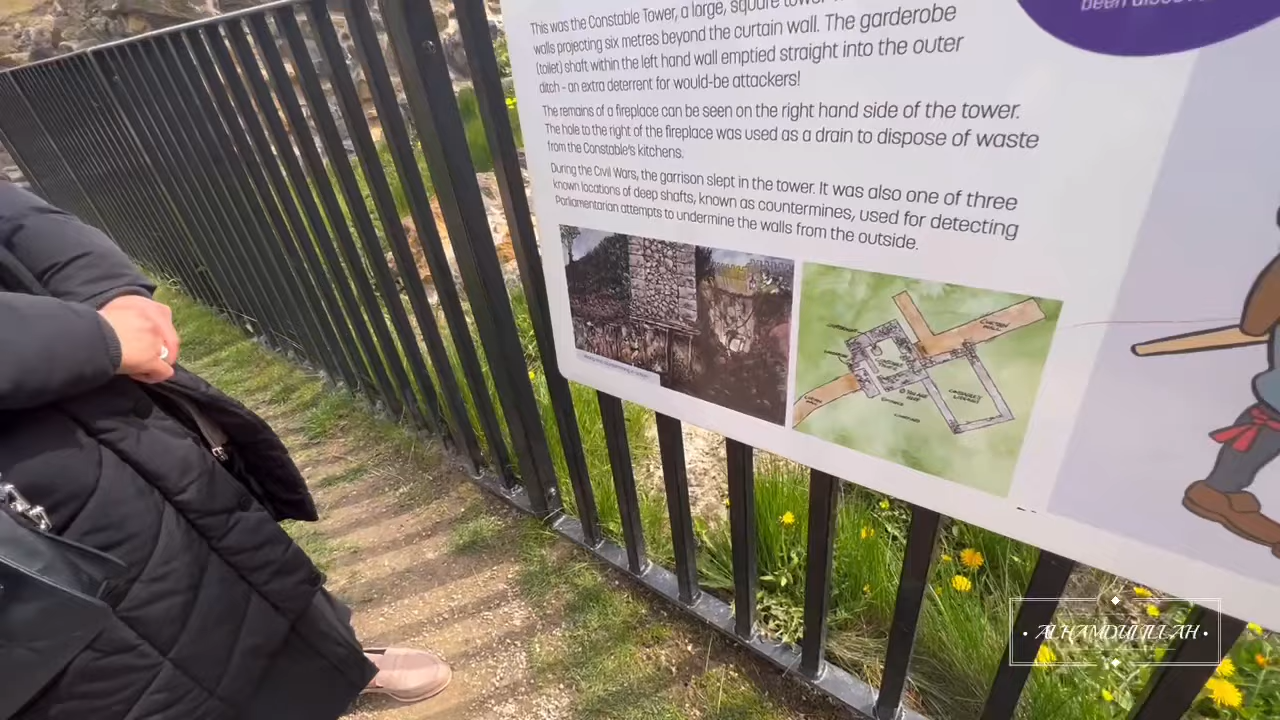 been
This was the Constable Tower, a large, square tower
walls projecting six metres beyond the curtain wall. The garderobe
(toilet) shaft within the left hand wall emptied straight into the outer
ditch - an extra deterrent for would-be attackers!
The remains of a fireplace can be seen on the right hand side of the tower.
The hole to the right of the fireplace was used as a drain to dispose of waste
from the Constable's kitchens.
During the Civil Wars, the garrison slept in the tower. It was also one of three
known locations of deep shafts, known as countermines, used for detecting
Parliamentarian attempts to undermine the walls from the outside.
• ALHAMDULILLAH •